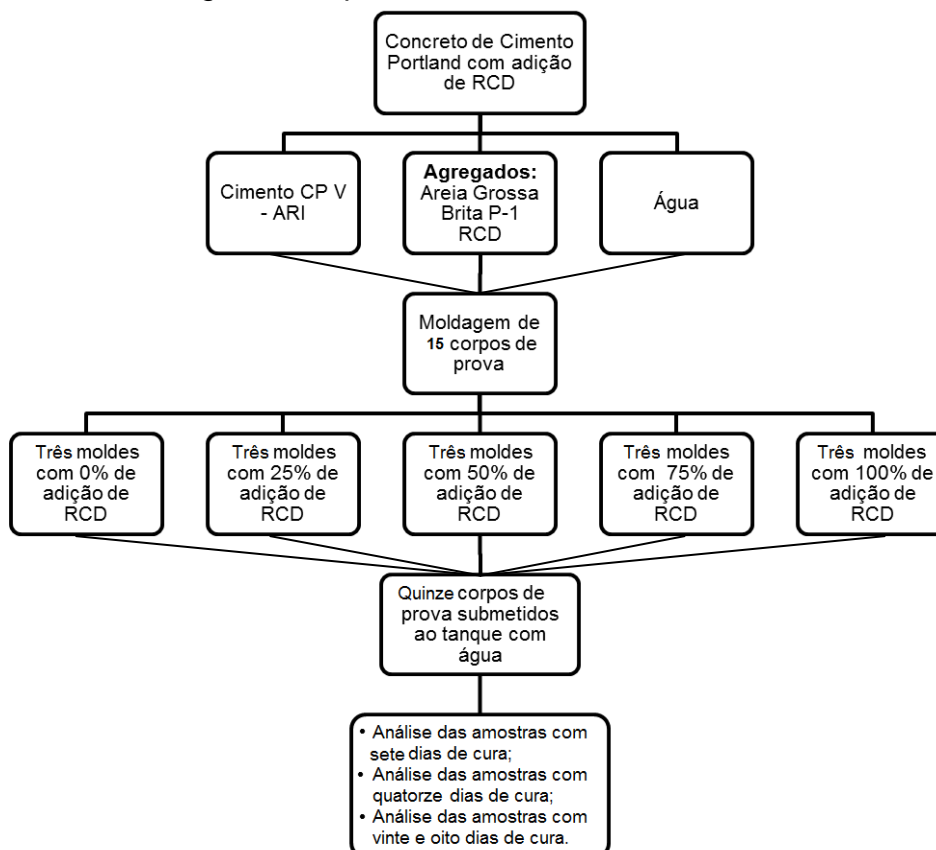 Concreto de Cimento
Portland com adição
de RCD
Cimento CP V
- ARI
Agregados:
Areia Grossa
Brita P-1
RCD
Água
Moldagem de
15 corpos de
prova
Três moldes
com 0% de
adição de
RCD
Três moldes
com 25% de
adição de
RCD
Três moldes
com 50% de
adição de
RCD
Três moldes
com 75% de
adição de
RCD
Três moldes
com 100% de
adição de
RCD
Quinze corpos de
prova submetidos
ao tanque com
água
• Análise das amostras com
sete dias de cura;
• Análise das amostras com
quatorze dias de cura;
• Análise das amostras com
vinte e oito dias de cura.